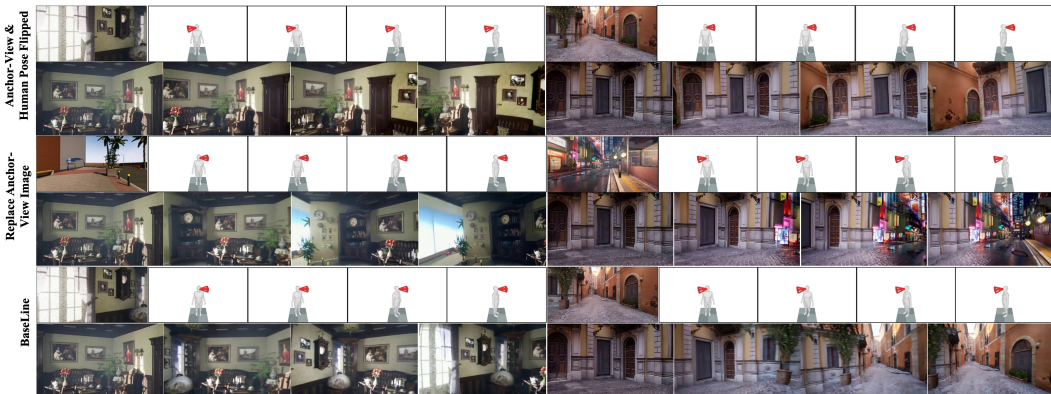 Anchor-View &
Human Pose Flipped
Replace Anchor-
View Image
BaseLine